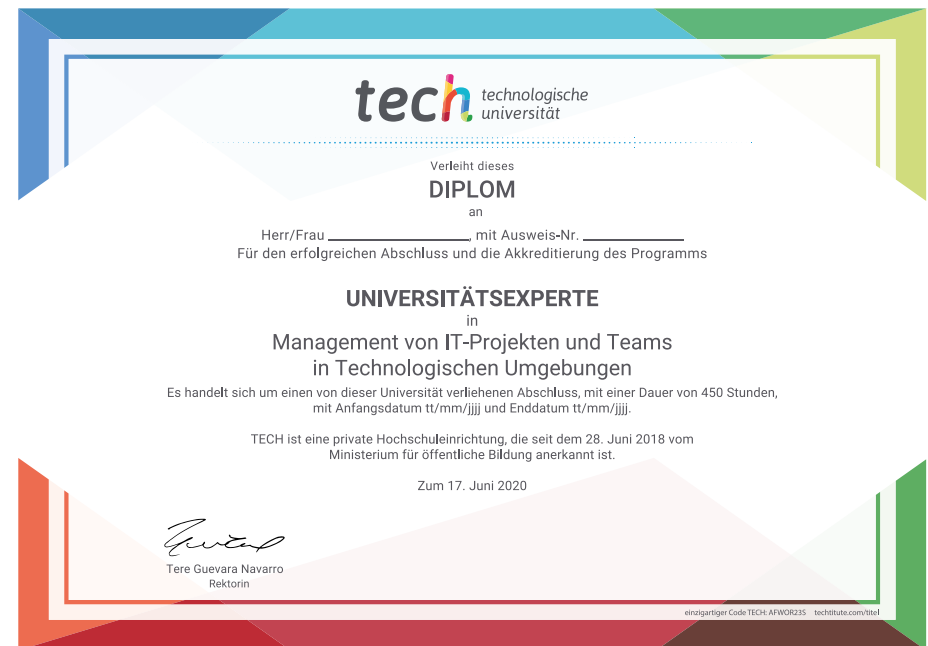 tech technologische
universität
Verleiht dieses
DIPLOM
an
Herr/Frau ____________________, mit Ausweis-Nr. ______________
Für den erfolgreichen Abschluss und die Akkreditierung des Programms
UNIVERSITÄTSEXPERTE
in
Management von IT-Projekten und Teams
in Technologischen Umgebungen
Es handelt sich um einen von dieser Universität verliehenen Abschluss, mit einer Dauer von 450 Stunden,
mit Anfangsdatum tt/mm/jjjj und Enddatum tt/mm/jjjj.
TECH ist eine private Hochschuleinrichtung, die seit dem 28. Juni 2018 vom
Ministerium für öffentliche Bildung anerkannt ist.
Zum 17. Juni 2020
Tere Guevara Navarro
Rektorin
einzigartiger Code TECH: AFWOR23S techtitute.com/titel